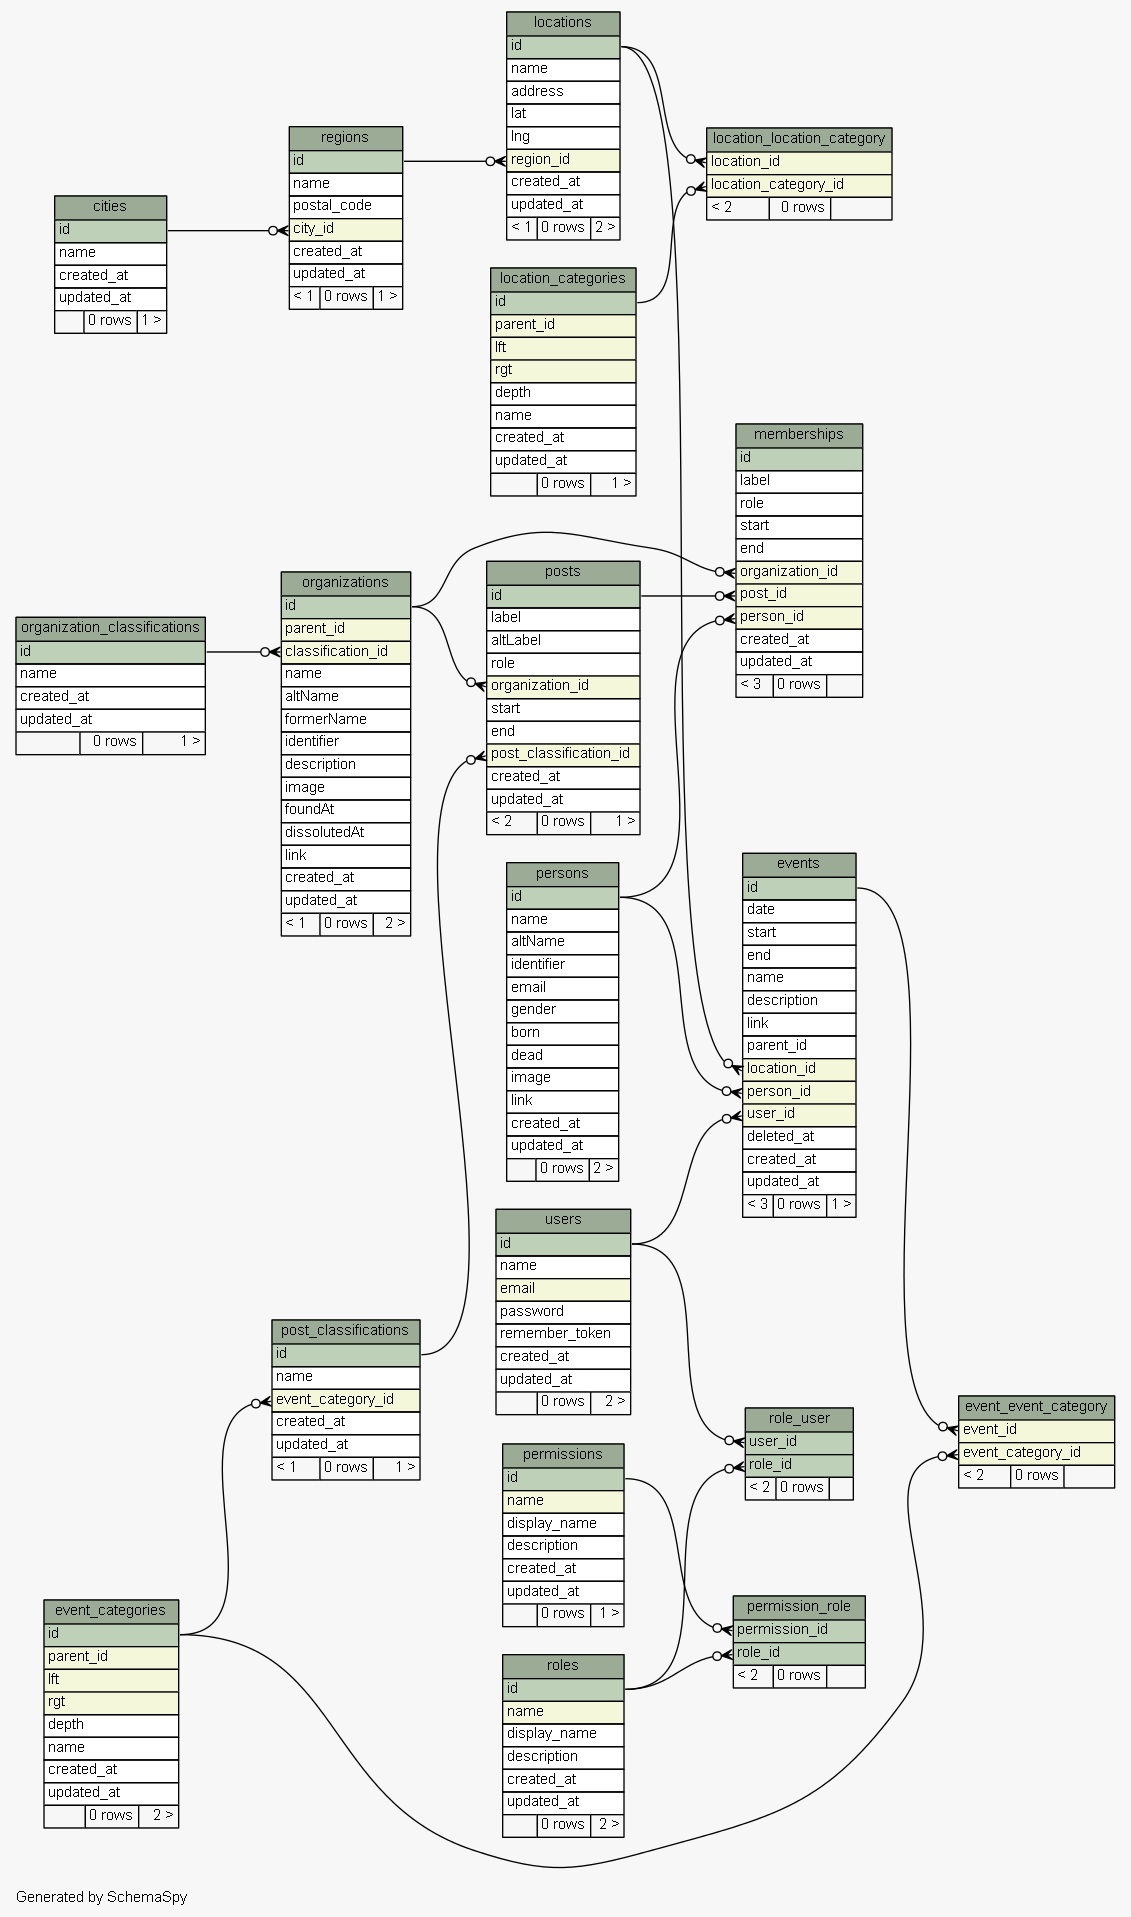 locations
id
name
address
lat
lng
region_id
created_at
updated_at
< 1 0 rows 2 >
location_location_category
location_id
location_category_id
< 2 0 rows
regions
id
name
postal_code
city_id
created_at
updated_at
< 1 0 rows 1 >
cities
id
name
created_at
updated_at
0 rows 1 >
location_categories
id
parent_id
lft
rgt
depth
name
created_at
updated_at
0 rows 1 >
memberships
id
label
role
start
end
organization_id
post_id
person_id
created_at
updated_at
< 3 0 rows
posts
id
label
altLabel
role
organization_id
start
end
post_classification_id
created_at
updated_at
< 2 0 rows 1 >
organizations
id
parent_id
classification_id
name
altName
formerName
identifier
description
image
foundAt
dissolutedAt
link
created_at
updated_at
< 1 0 rows 2 >
organization_classifications
id
name
created_at
updated_at
0 rows 1 >
persons
id
name
altName
identifier
email
gender
born
dead
image
link
created_at
updated_at
0 rows 2 >
events
id
date
start
end
name
description
link
parent_id
location_id
person_id
user_id
deleted_at
created_at
updated_at
< 3 0 rows 1 >
users
id
name
email
password
remember_token
created_at
updated_at
0 rows 2 >
post_classifications
id
name
event_category_id
created_at
updated_at
< 1 0 rows 1 >
role_user
user_id
role_id
< 2 0 rows
event_event_category
event_id
event_category_id
< 2 0 rows
permissions
id
name
display_name
description
created_at
updated_at
0 rows 1 >
permission_role
permission_id
role_id
< 2 0 rows
event_categories
id
parent_id
lft
rgt
depth
name
created_at
updated_at
0 rows 2 >
roles
id
name
display_name
description
created_at
updated_at
0 rows 2 >
Generated by SchemaSpy